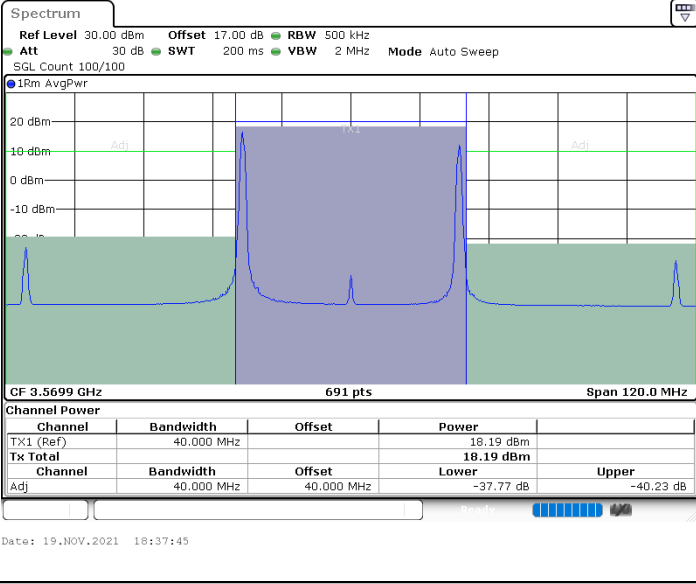 Spectrum
Ref Level 30.00 dBm Offset 17.00 dB RBW 500 kHz
Att 30 dB SWT 200 ms VBW 2 MHz Mode Auto Sweep
SGL Count 100/100
1Rm AvgPwr
20 dBm
TX1
Adj Adj
10 dBm
0 dBm
-10 dBm
CF 3.5699 GHz 691 pts Span 120.0 MHz
Channel Power
Channel Bandwidth Offset Power
TX1 (Ref) 40.000 MHz 18.19 dBm
Tx Total 18.19 dBm
Channel Bandwidth Offset Lower Upper
Adj 40.000 MHz 40.000 MHz -37.77 dB -40.23 dB
Ready
Date: 19.NOV.2021 18:37:45